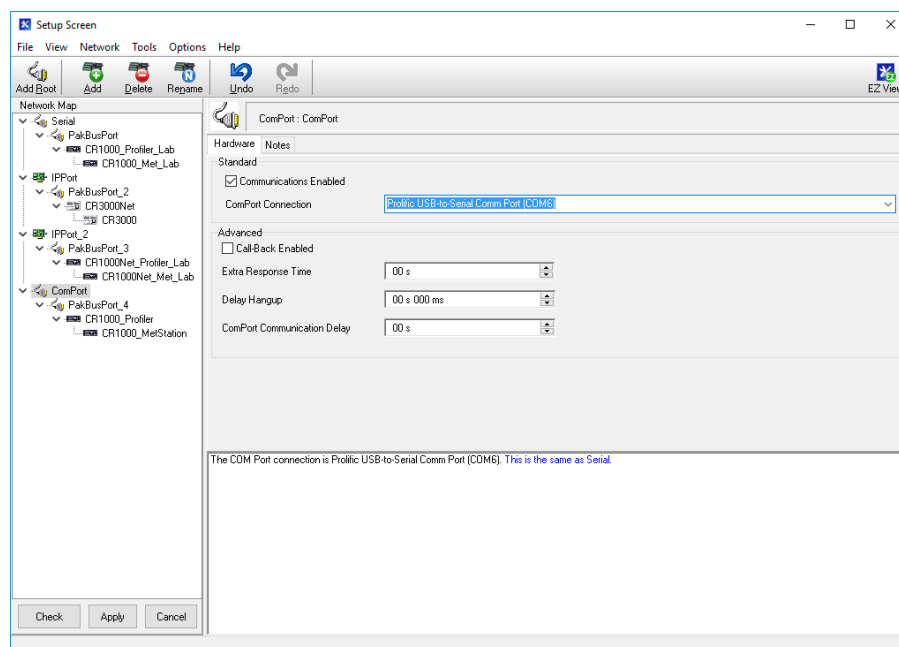 Setup Screen
File View Network Tools Options Help
Add Root Add Delete Rename Undo Redo EZ View
Network Map
Serial
PakBusPort
CR1000_Profiler_Lab
CR1000_Met_Lab
IPPort
PakBusPort_2
CR3000Net
CR3000
IPPort_2
PakBusPort_3
CR1000Net_Profiler_Lab
CR1000Net_Met_Lab
ComPort
PakBusPort_4
CR1000_Profiler
CR1000_MetStation
Check Apply Cancel
ComPort : ComPort
Hardware Notes
Standard
Communications Enabled
ComPort Connection Prolific USB-to-Serial Comm Port (COM6)
Advanced
Call-Back Enabled
Extra Response Time 00 s
Delay Hangup 00 s 000 ms
ComPort Communication Delay 00 s
The COM Port connection is Prolific USB-to-Serial Comm Port (COM6). This is the same as Serial.